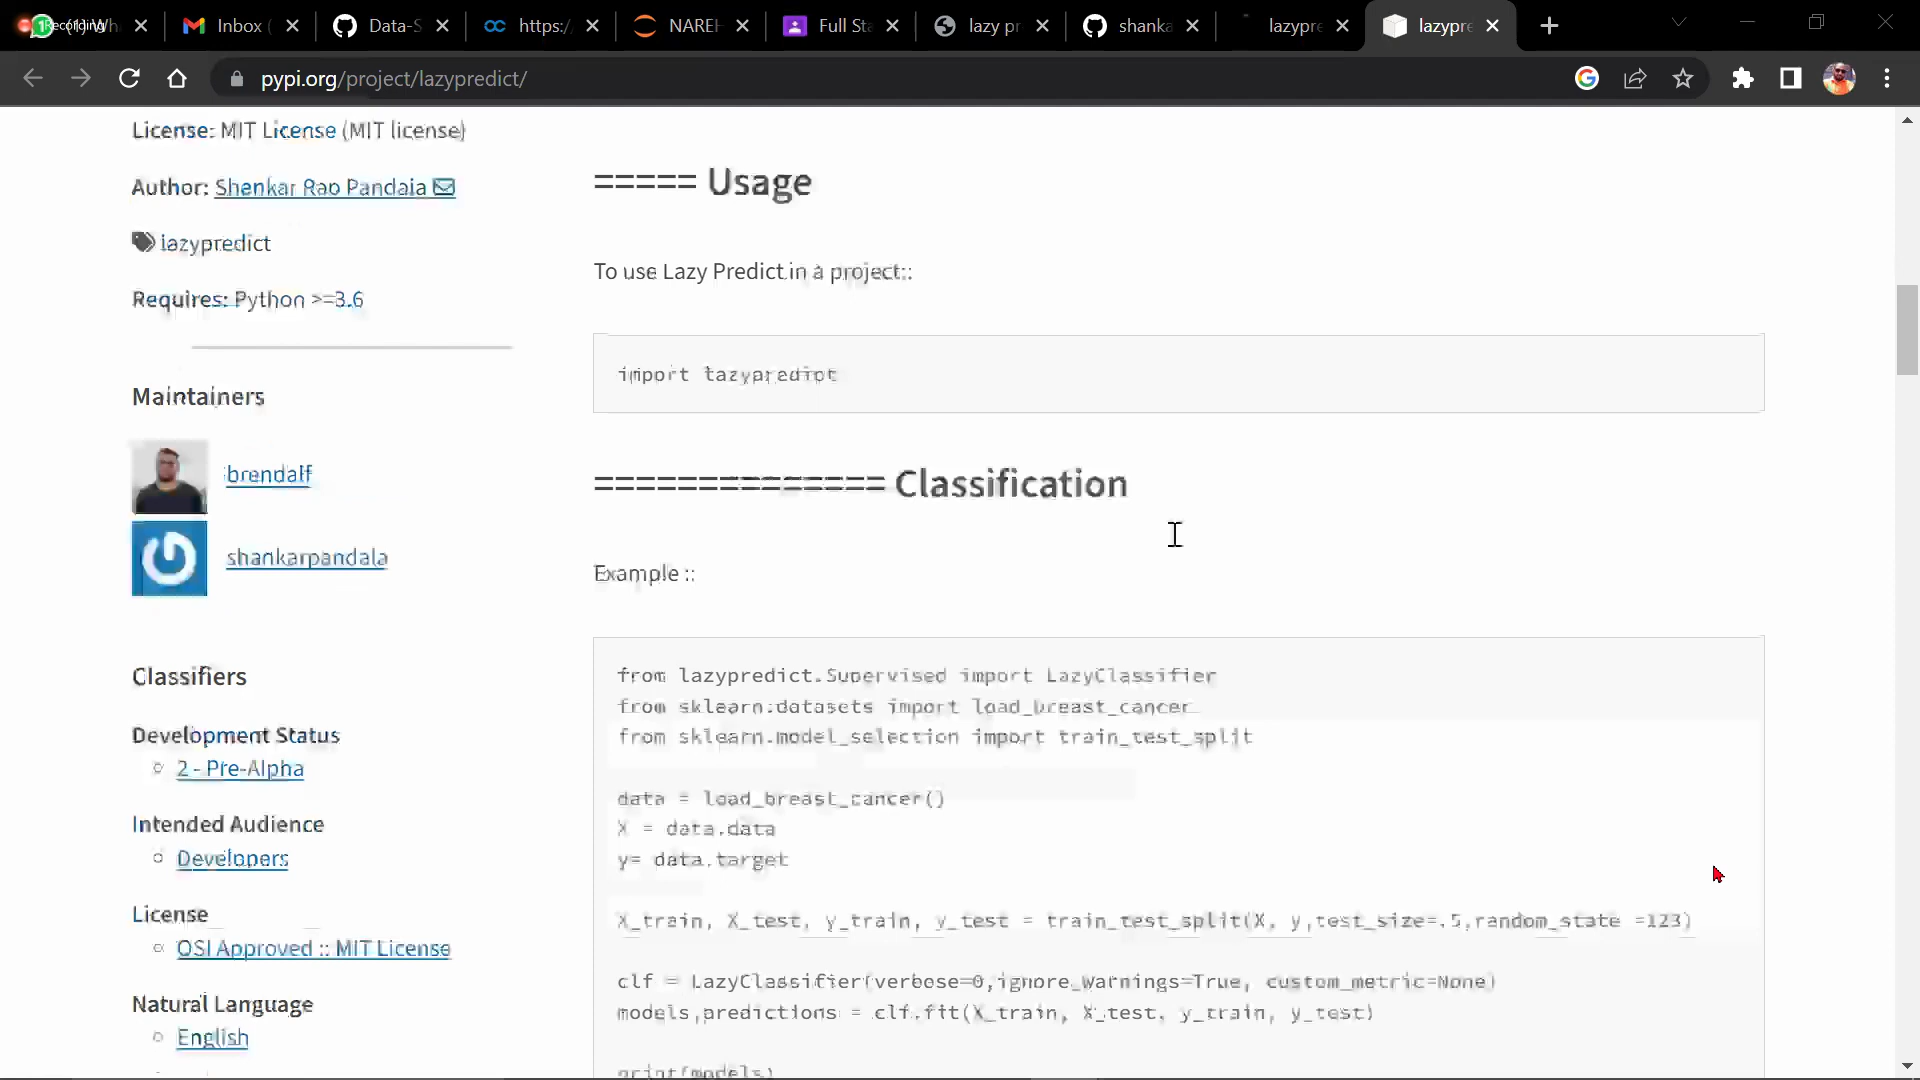 Recording
Wh
Inbox (
Data-S
https:/
NAREH
Full Sta
lazy pr
shanka
lazypre
lazypre
pypi.org/project/lazypredict/
License: MIT License (MIT license)
Author: Shenkar Rao Pandaia
lazypredict
Requires: Python >=3.6
Maintainers
brendalf
shankarpandala
Classifiers
Development Status
2 - Pre-Alpha
Intended Audience
Developers
License
OSI Approved :: MIT License
Natural Language
English
===== Usage
To use Lazy Predict in a project::
import lazypredict
============== Classification
Example ::
from lazypredict.Supervised import LazyClassifier
from sklearn.datasets import load_breast_cancer
from sklearn.model_selection import train_test_split
data = load_breast_cancer()
X = data.data
y= data.target
X_train, X_test, y_train, y_test = train_test_split(X, y,test_size=.5,random_state =123)
clf = LazyClassifier(verbose=0,ignore_warnings=True, custom_metric=None)
models,predictions = clf.fit(X_train, X_test, y_train, y_test)
print(models)